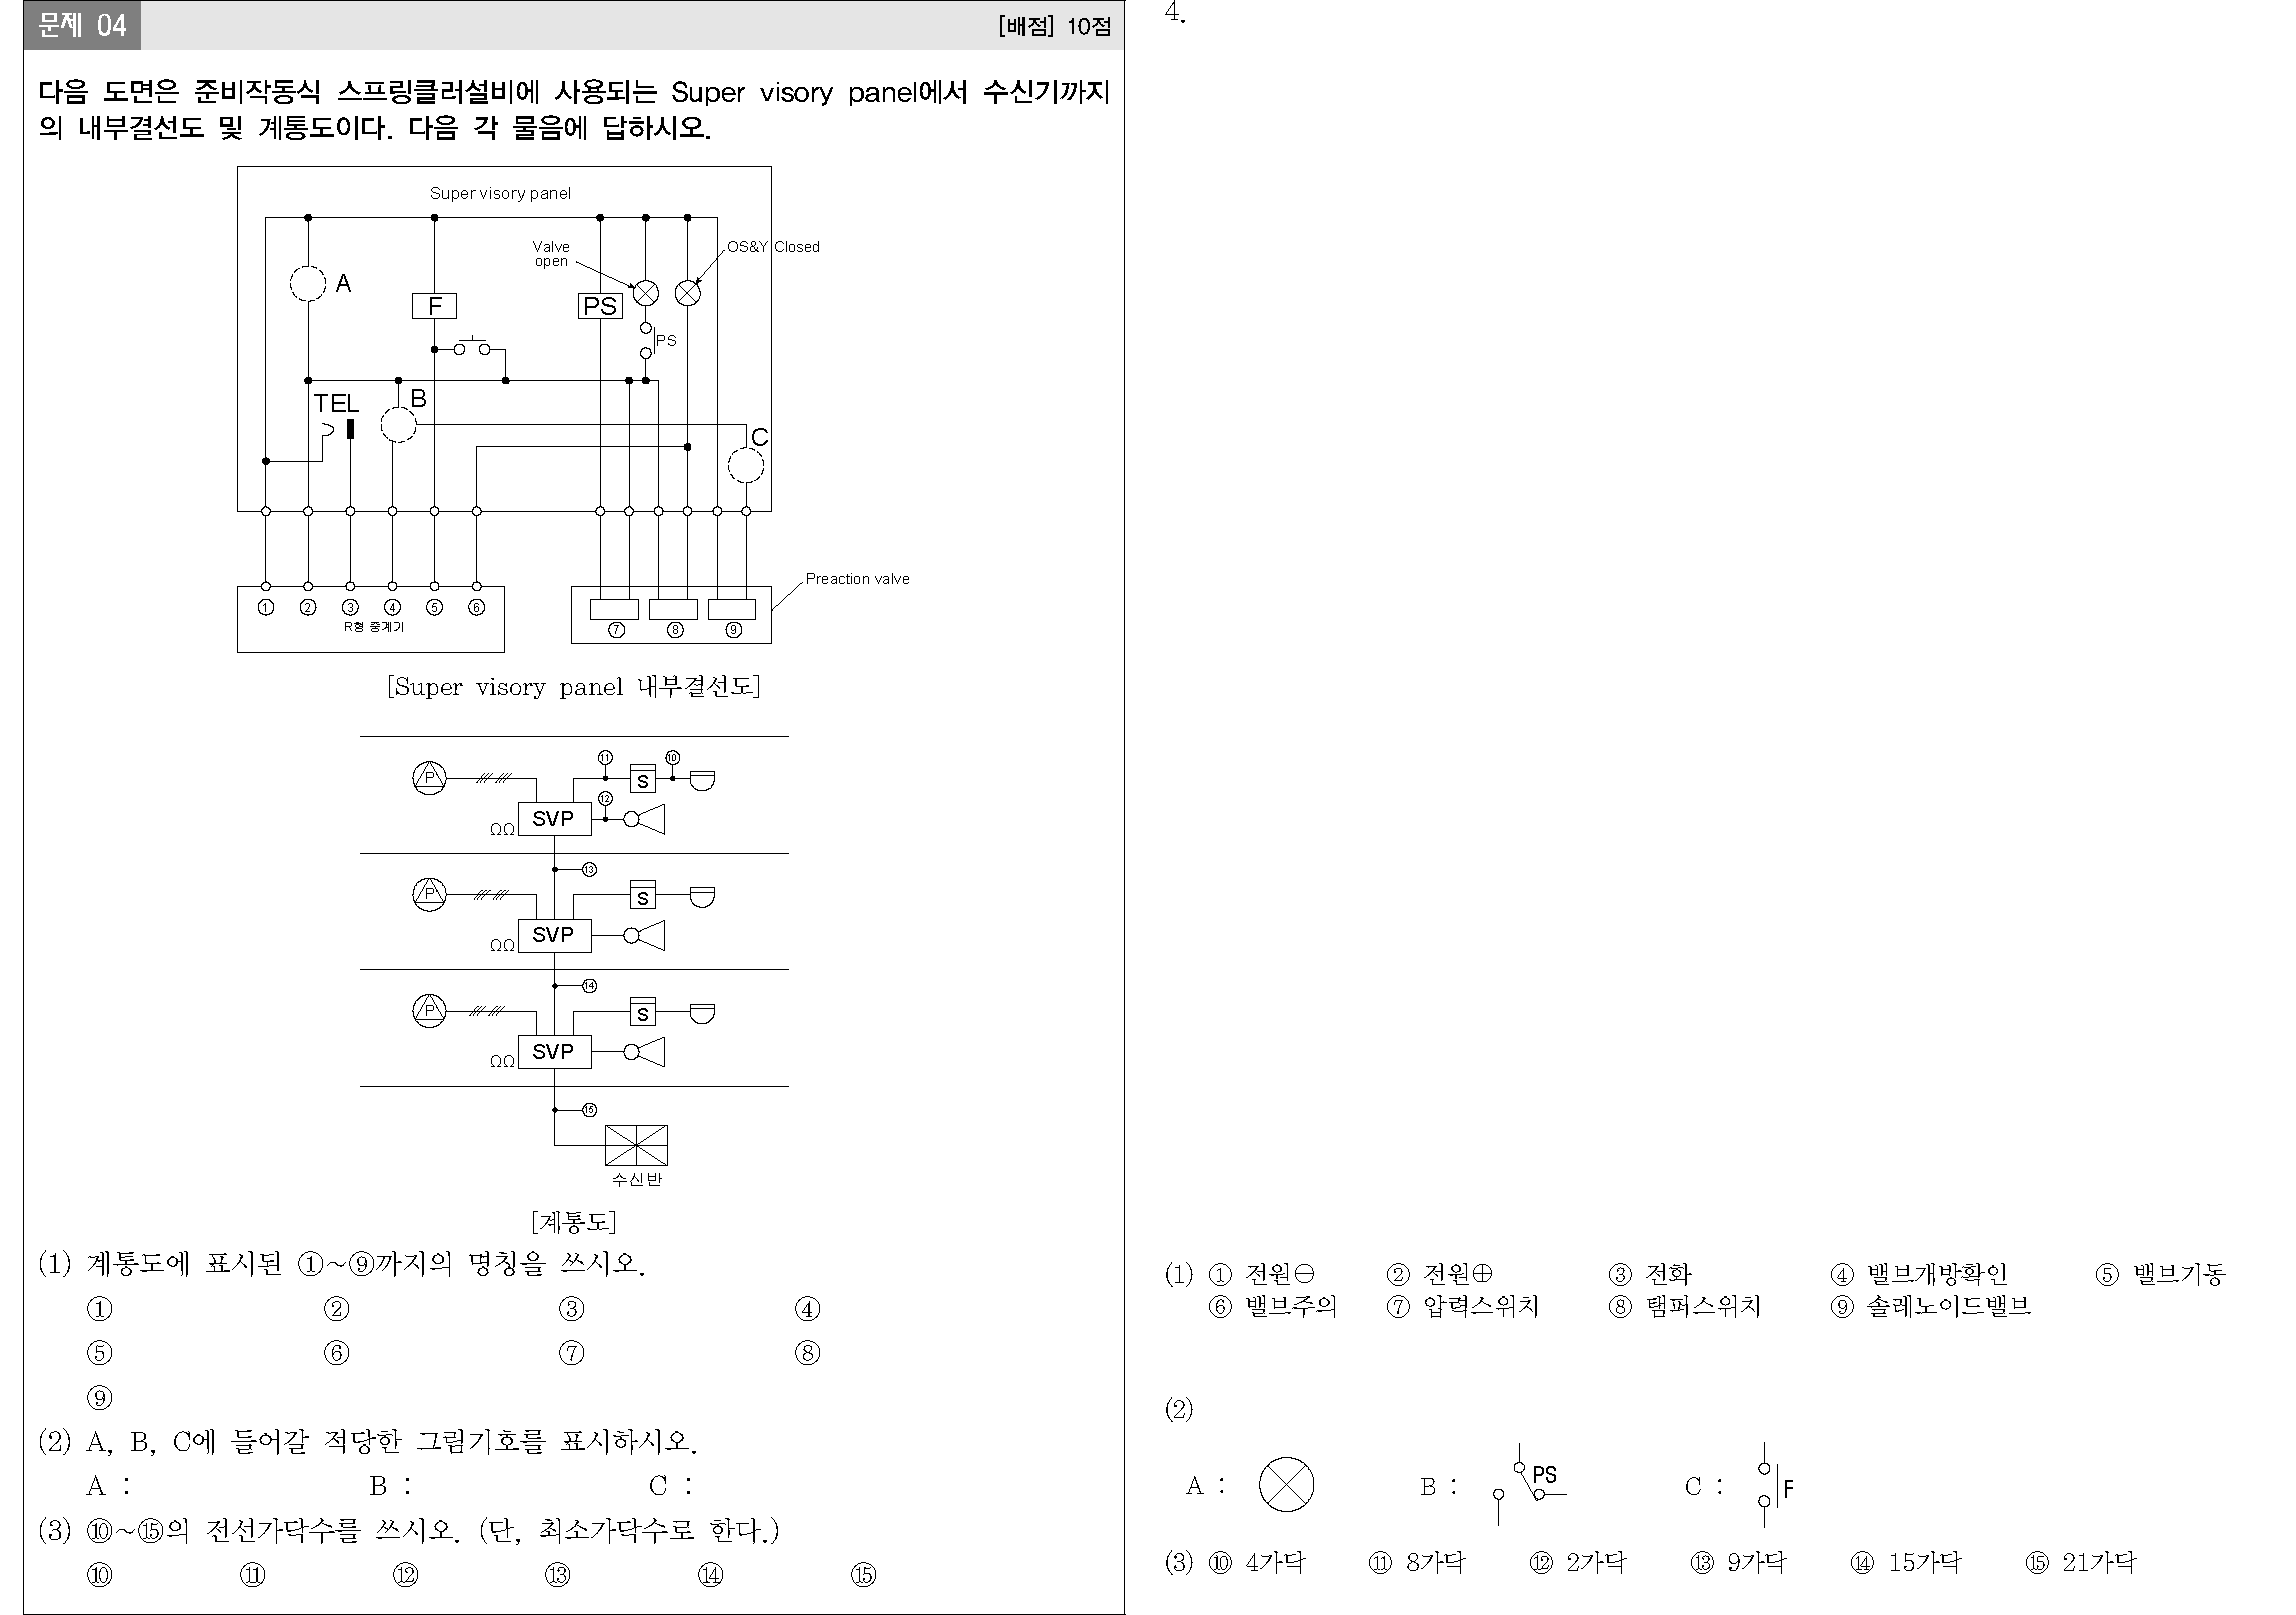 문제 04
[배점] 10점
다음 도면은 준비작동식 스프링클러설비에 사용되는 Super visory panel에서 수신기까지
의 내부결선도 및 계통도이다. 다음 각 물음에 답하시오.
Super visory panel
Valve
open
OS&Y Closed
A
F
PS
PS
TEL
B
C
① ② ③ ④ ⑤ ⑥
R형 중계기
⑦ ⑧ ⑨
Preaction valve
[Super visory panel 내부결선도]
⑪ ⑩
P
S
⑫
SVP
ΩΩ
⑬
P
S
SVP
ΩΩ
⑭
P
S
SVP
ΩΩ
⑮
수신반
[계통도]
(1) 계통도에 표시된 ①~⑨까지의 명칭을 쓰시오.
① ② ③ ④
⑤ ⑥ ⑦ ⑧
⑨
(2) A, B, C에 들어갈 적당한 그림기호를 표시하시오.
A : B : C :
(3) ⑩~⑮의 전선가닥수를 쓰시오. (단, 최소가닥수로 한다.)
⑩ ⑪ ⑫ ⑬ ⑭ ⑮
4.
(1) ① 전원⊖ ② 전원⊕ ③ 전화 ④ 밸브개방확인 ⑤ 밸브기동
⑥ 밸브주의 ⑦ 압력스위치 ⑧ 탬퍼스위치 ⑨ 솔레노이드밸브
(2)
A : B : PS C : F
(3) ⑩ 4가닥 ⑪ 8가닥 ⑫ 2가닥 ⑬ 9가닥 ⑭ 15가닥 ⑮ 21가닥